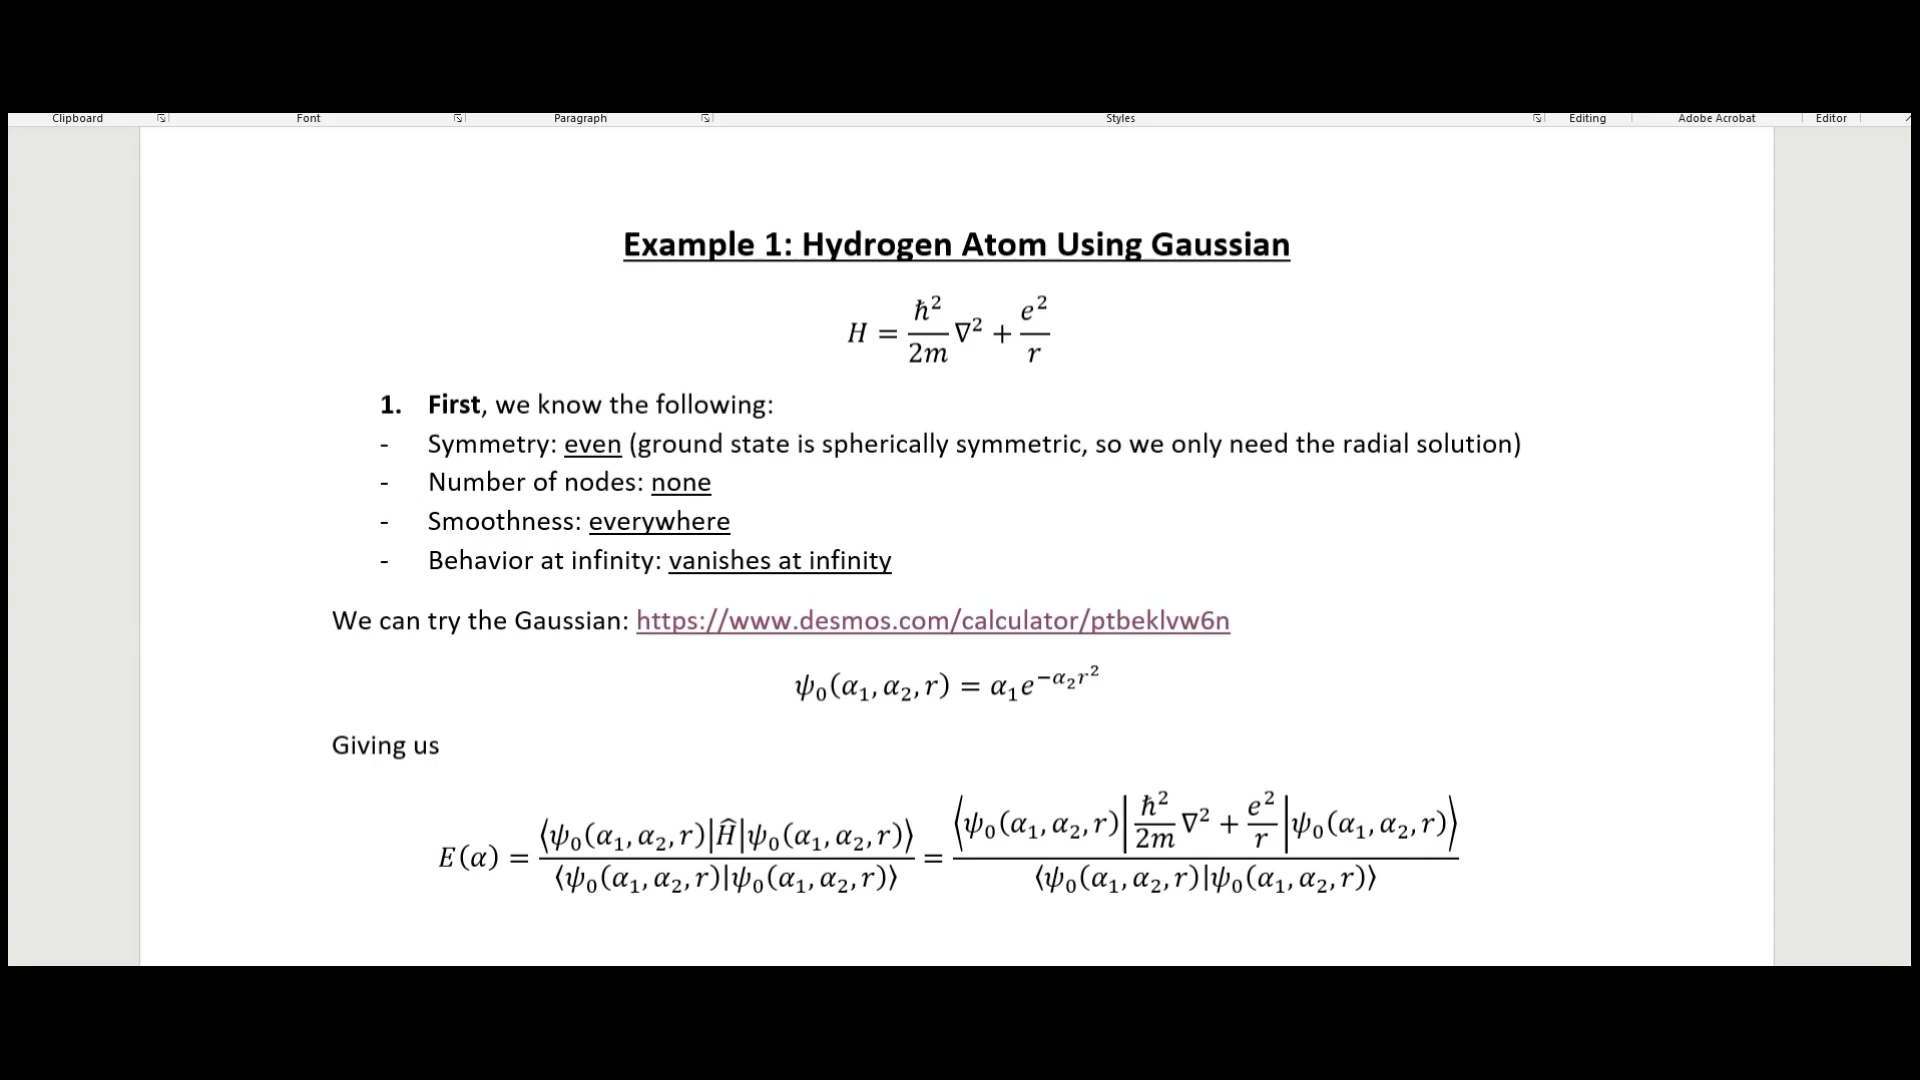 Clipboard Font Paragraph Styles Editing Adobe Acrobat Editor
Example 1: Hydrogen Atom Using Gaussian
H = ℏ²/2m ∇² + e²/r
1. First, we know the following:
- Symmetry: even (ground state is spherically symmetric, so we only need the radial solution)
- Number of nodes: none
- Smoothness: everywhere
- Behavior at infinity: vanishes at infinity
We can try the Gaussian: https://www.desmos.com/calculator/ptbeklvw6n
ψ₀(α₁, α₂, r) = α₁e^(−α₂r²)
Giving us
E(α) = ⟨ψ₀(α₁, α₂, r)|Ĥ|ψ₀(α₁, α₂, r)⟩ / ⟨ψ₀(α₁, α₂, r)|ψ₀(α₁, α₂, r)⟩ = ⟨ψ₀(α₁, α₂, r)|ℏ²/2m ∇² + e²/r|ψ₀(α₁, α₂, r)⟩ / ⟨ψ₀(α₁, α₂, r)|ψ₀(α₁, α₂, r)⟩